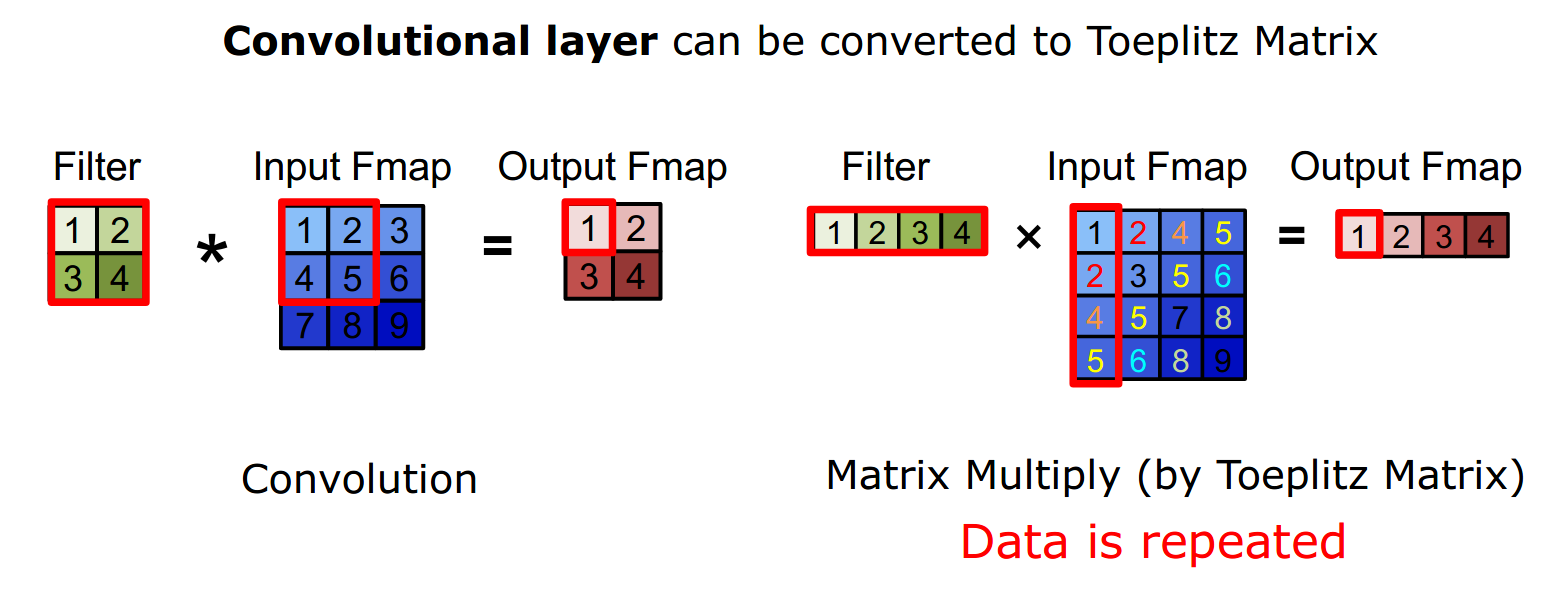 Convolutional layer can be converted to Toeplitz Matrix
Filter
1 2
3 4
*
Input Fmap
1 2 3
4 5 6
7 8 9
=
Output Fmap
1 2
3 4
Convolution
Filter
1 2 3 4
×
Input Fmap
1 2 4 5
2 3 5 6
4 5 7 8
5 6 8 9
=
Output Fmap
1 2 3 4
Matrix Multiply (by Toeplitz Matrix)
Data is repeated